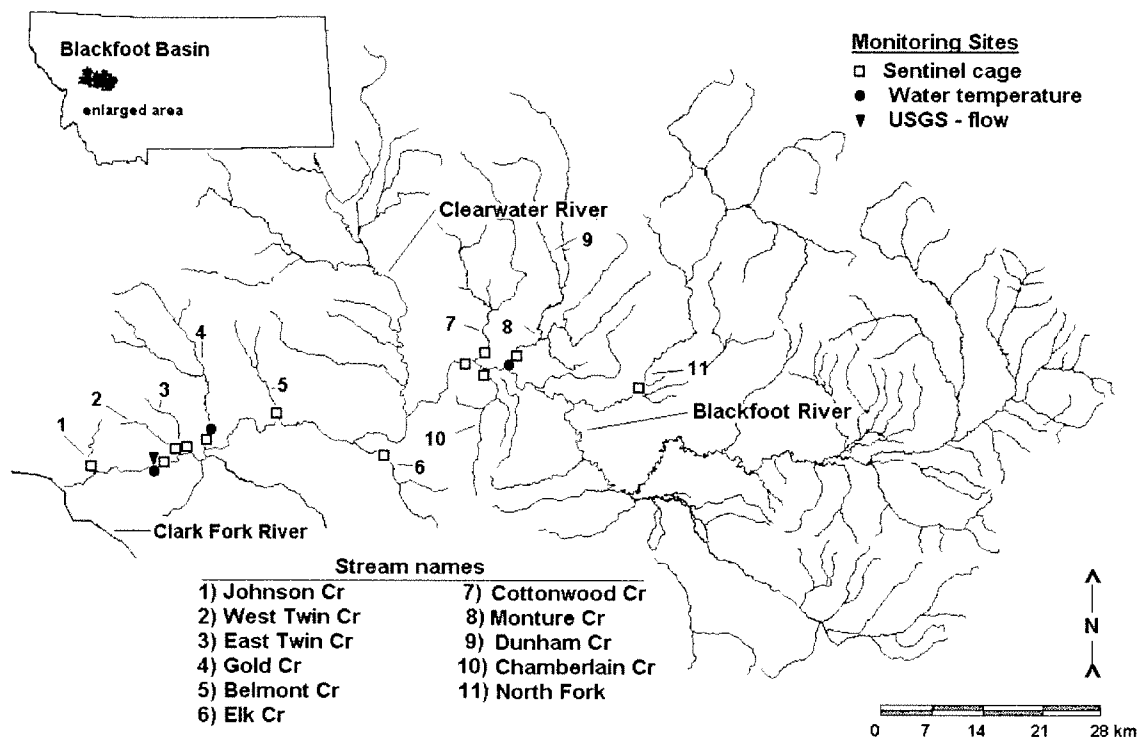 Blackfoot Basin
enlarged area
Monitoring Sites
Sentinel cage
Water temperature
USGS - flow
Clearwater River
9
7
8
4
11
3
5
2
Blackfoot River
1
10
6
Clark Fork River
Stream names
1) Johnson Cr
2) West Twin Cr
3) East Twin Cr
4) Gold Cr
5) Belmont Cr
6) Elk Cr
7) Cottonwood Cr
8) Monture Cr
9) Dunham Cr
10) Chamberlain Cr
11) North Fork
N
0 7 14 21 28 km